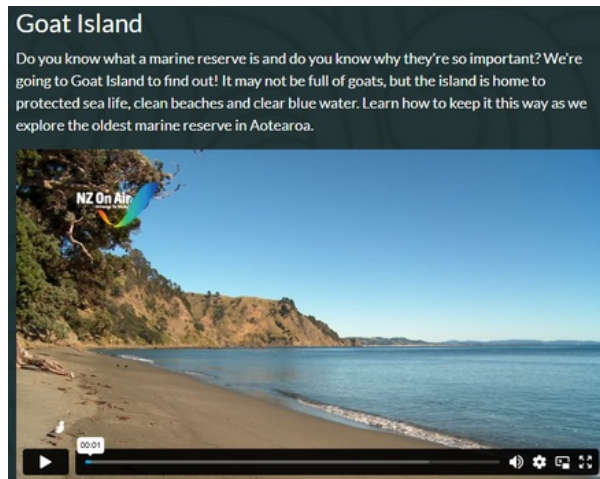 Goat Island
Do you know what a marine reserve is and do you know why they're so important? We're
going to Goat Island to find out! It may not be full of goats, but the island is home to
protected sea life, clean beaches and clear blue water. Learn how to keep it this way as we
explore the oldest marine reserve in Aotearoa.
NZ On Air
00:01